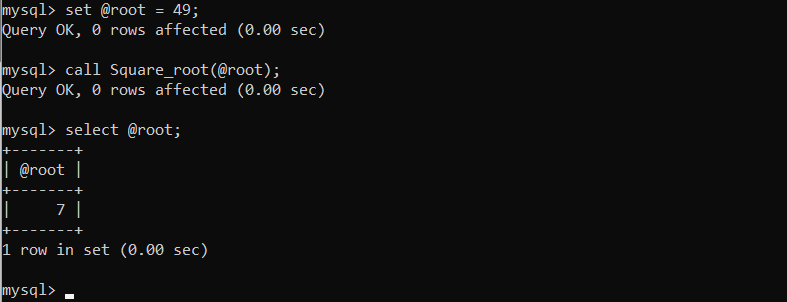 mysql> set @root = 49;
Query OK, 0 rows affected (0.00 sec)
mysql> call Square_root(@root);
Query OK, 0 rows affected (0.00 sec)
mysql> select @root;
+-------+
| @root |
+-------+
|     7 |
+-------+
1 row in set (0.00 sec)
mysql>